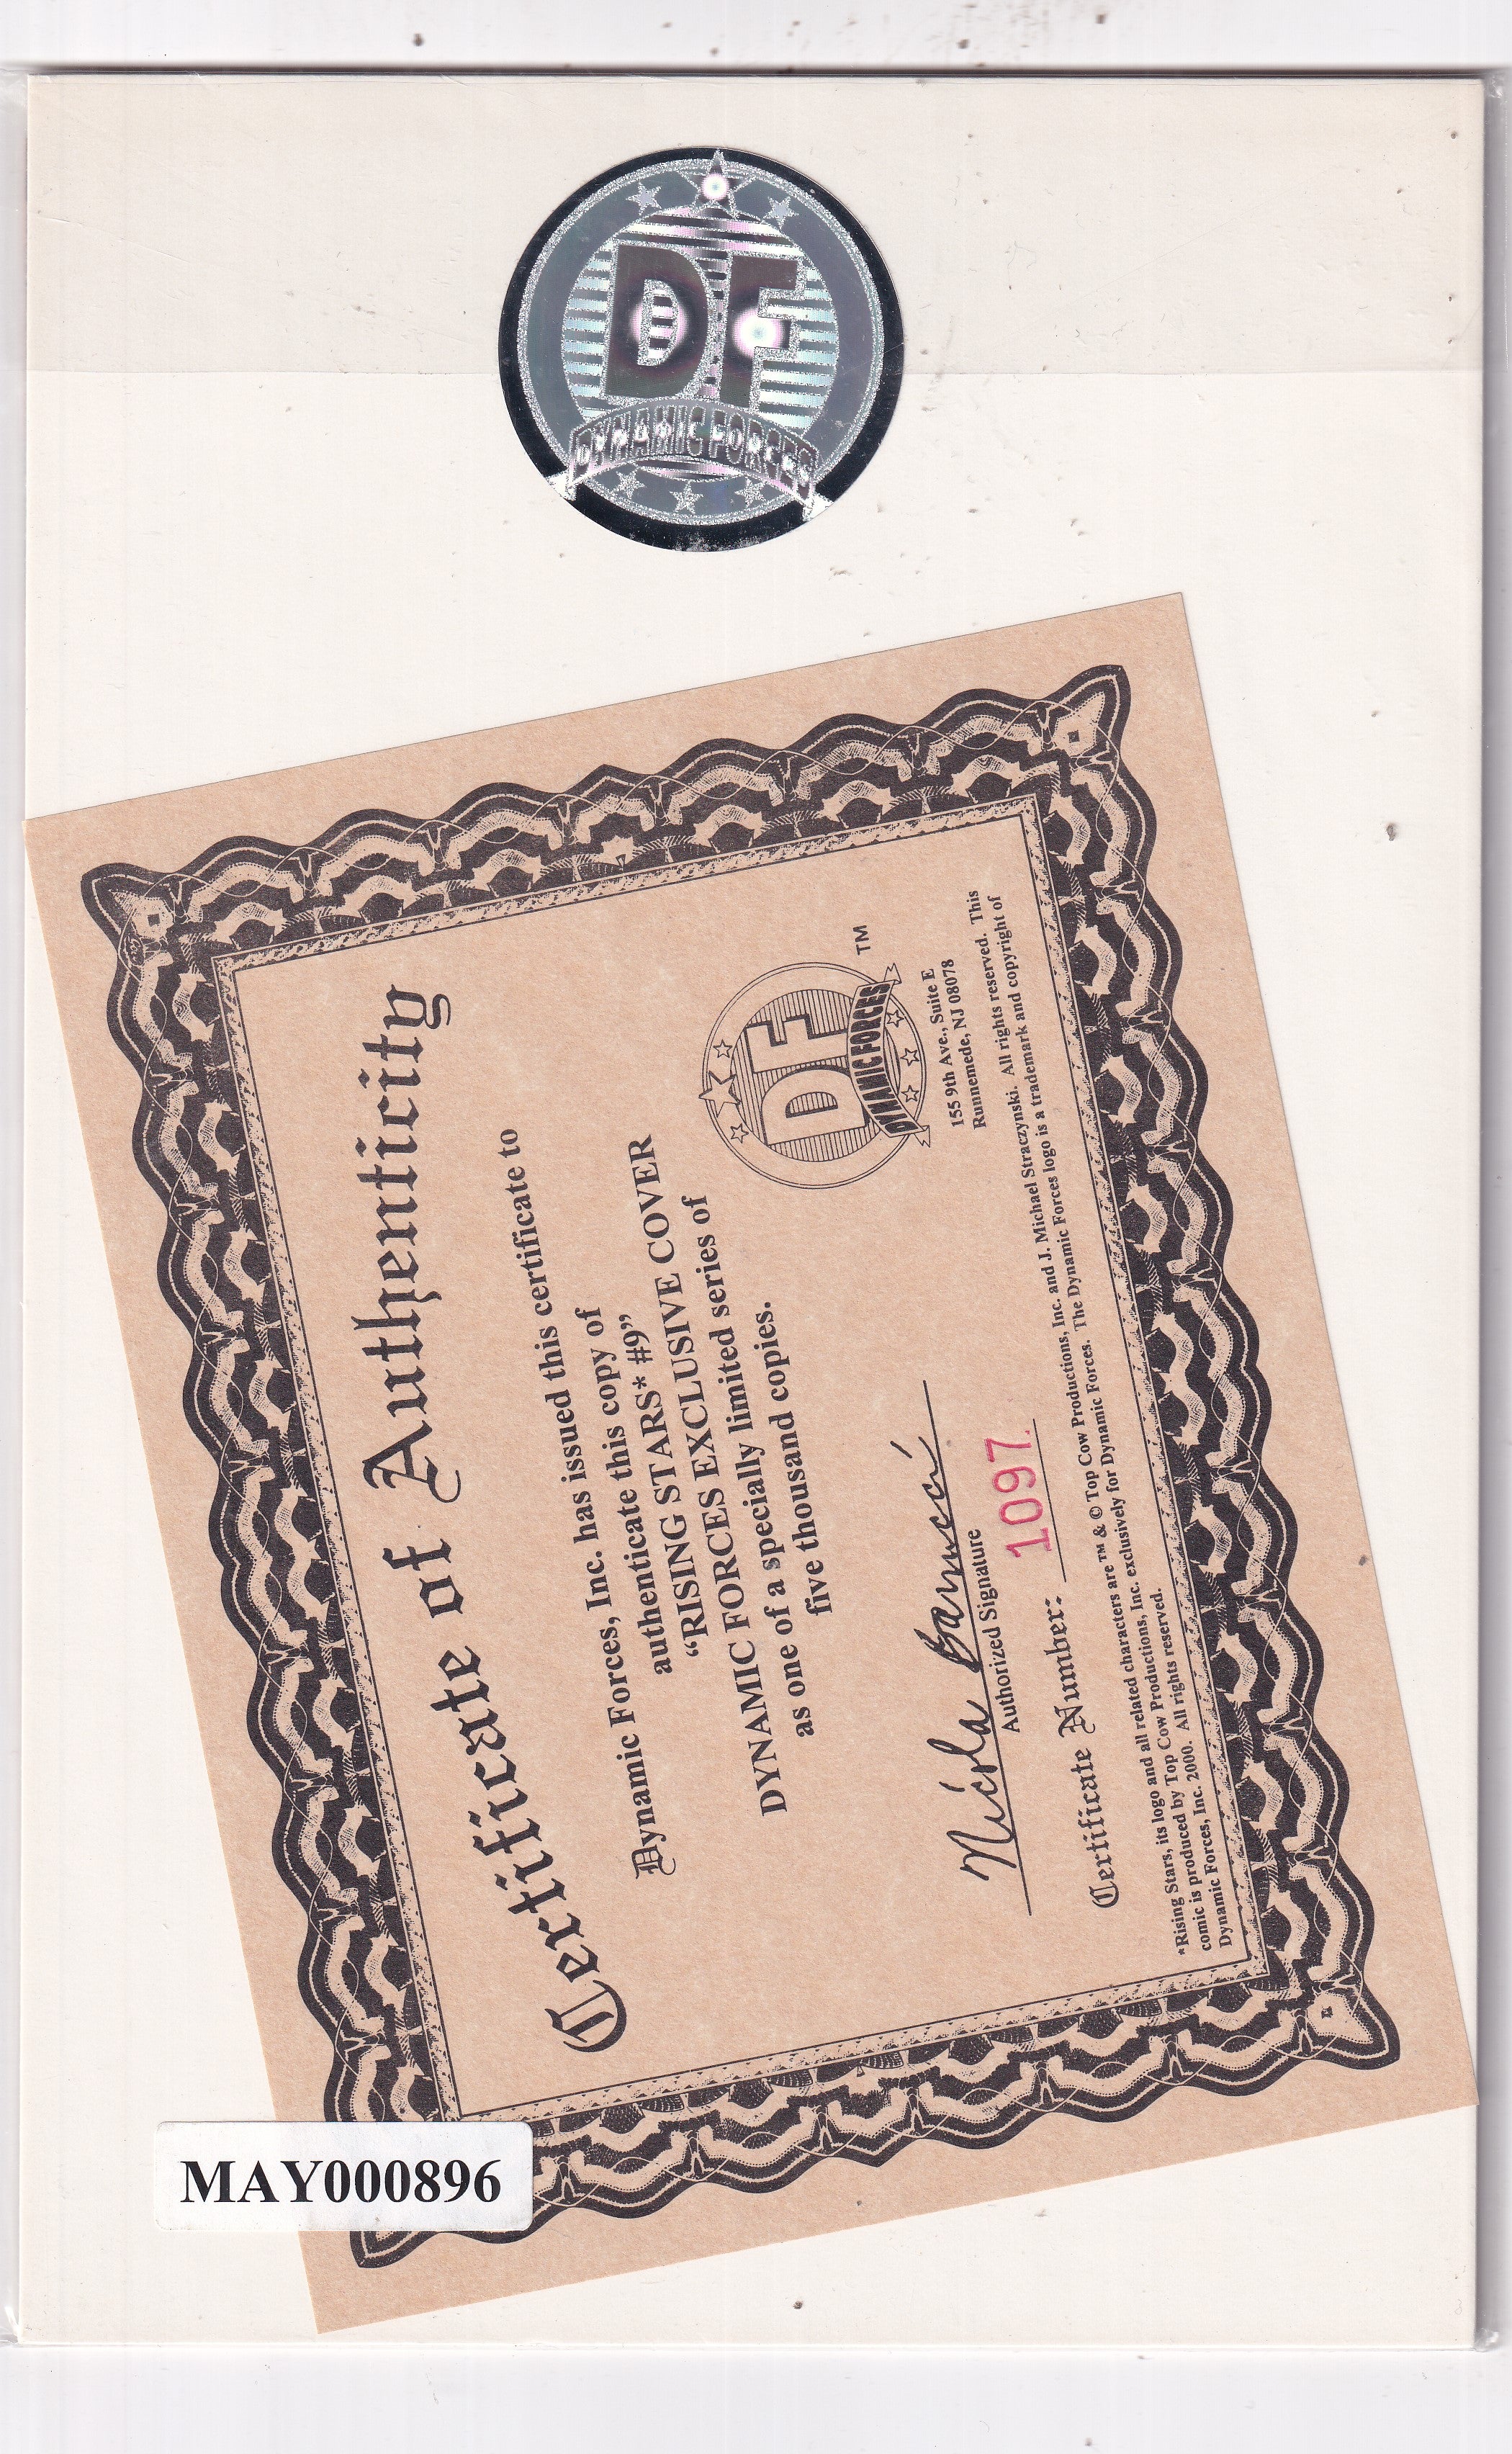 DF
DYNAMIC FORCES
Certificate of Authenticity
Dynamic Forces, Inc. has issued this certificate to
authenticate this copy of
“RISING STARS* #9”
DYNAMIC FORCES EXCLUSIVE COVER
as one of a specially limited series of
five thousand copies.
DF
DYNAMIC FORCES
TM
155 9th Ave., Suite E
Runnemede, NJ 08078
Nicola Barrucci
Authorized Signature
Certificate Number: 1097
*Rising Stars, its logo and all related characters are ™ & © Top Cow Productions, Inc. and J. Michael Straczynski. All rights reserved. This
comic is produced by Top Cow Productions, Inc. exclusively for Dynamic Forces. The Dynamic Forces logo is a trademark and copyright of
Dynamic Forces, Inc. 2000. All rights reserved.
MAY000896